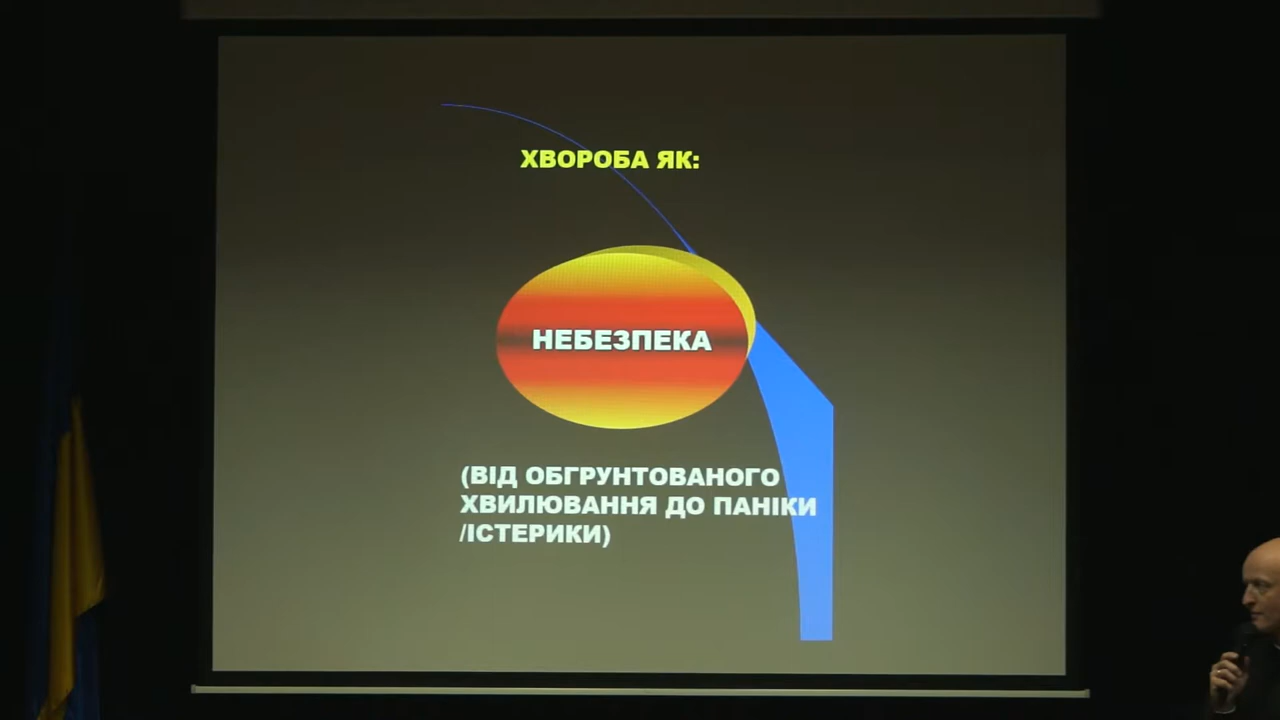 ХВОРОБА ЯК:
НЕБЕЗПЕКА
(ВІД ОБГРУНТОВАНОГО
ХВИЛЮВАННЯ ДО ПАНІКИ
/ІСТЕРИКИ)